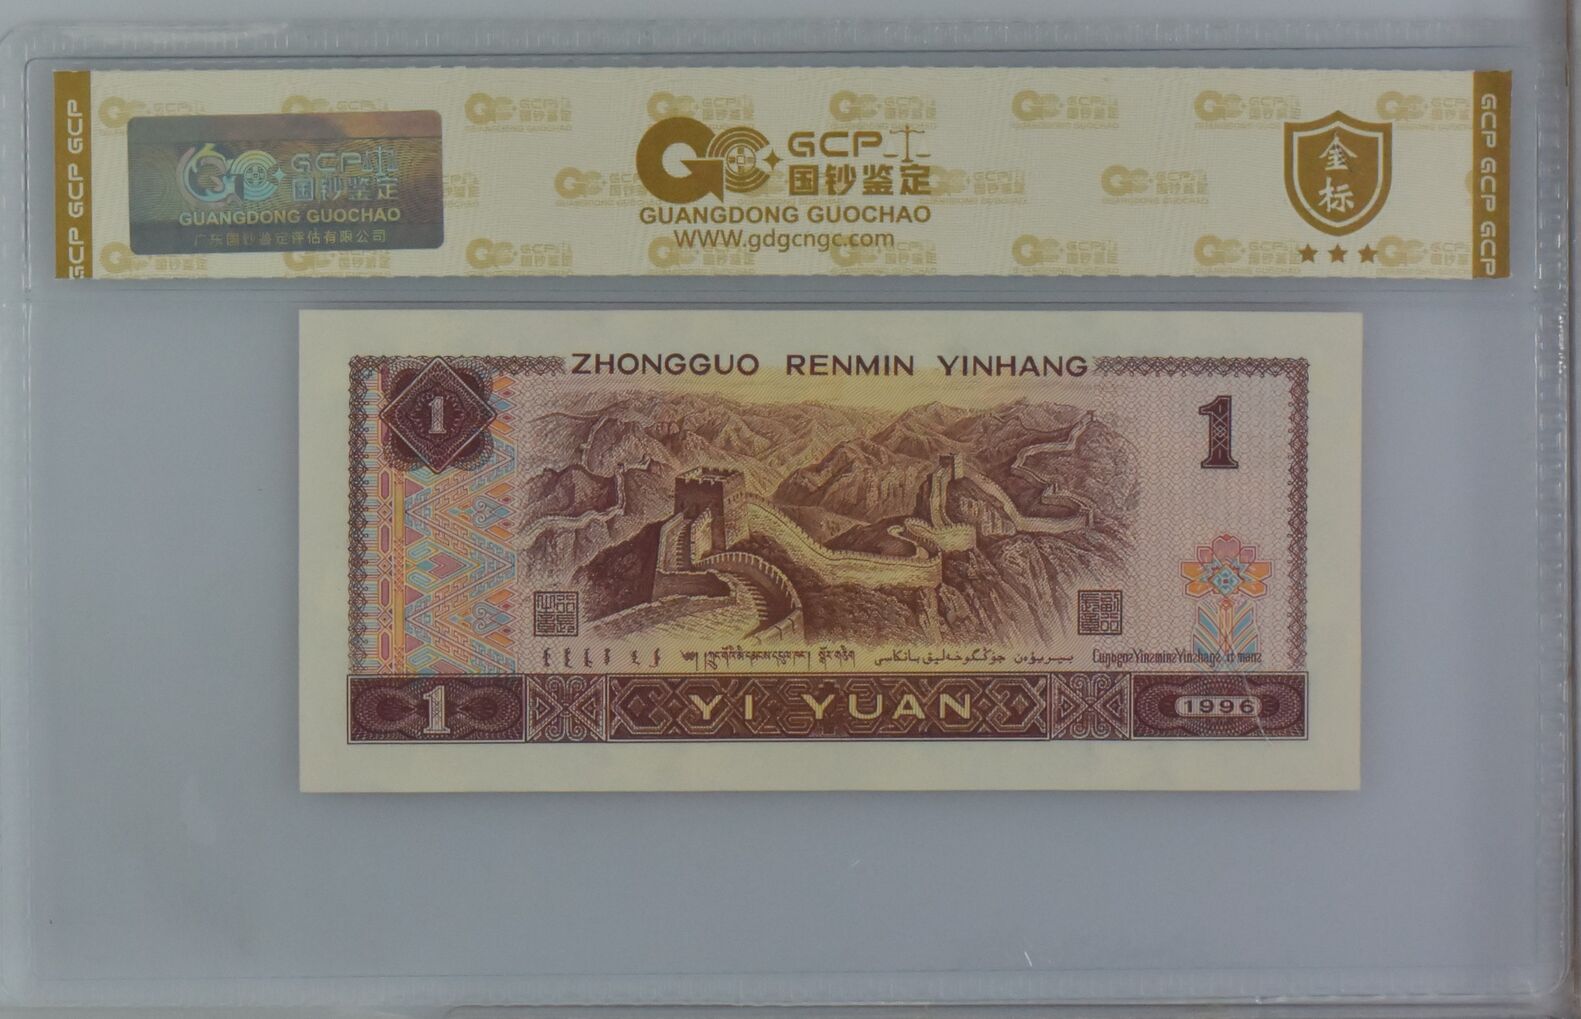 GCP GCP GCP
GCP
国钞鉴定
GUANGDONG GUOCHAO
广东国钞鉴定评估有限公司
GCP
国钞鉴定
GUANGDONG GUOCHAO
WWW.gdgcngc.com
金
标
GCP GCP GCP
ZHONGGUO RENMIN YINHANG
1
1
1
YI YUAN
1996